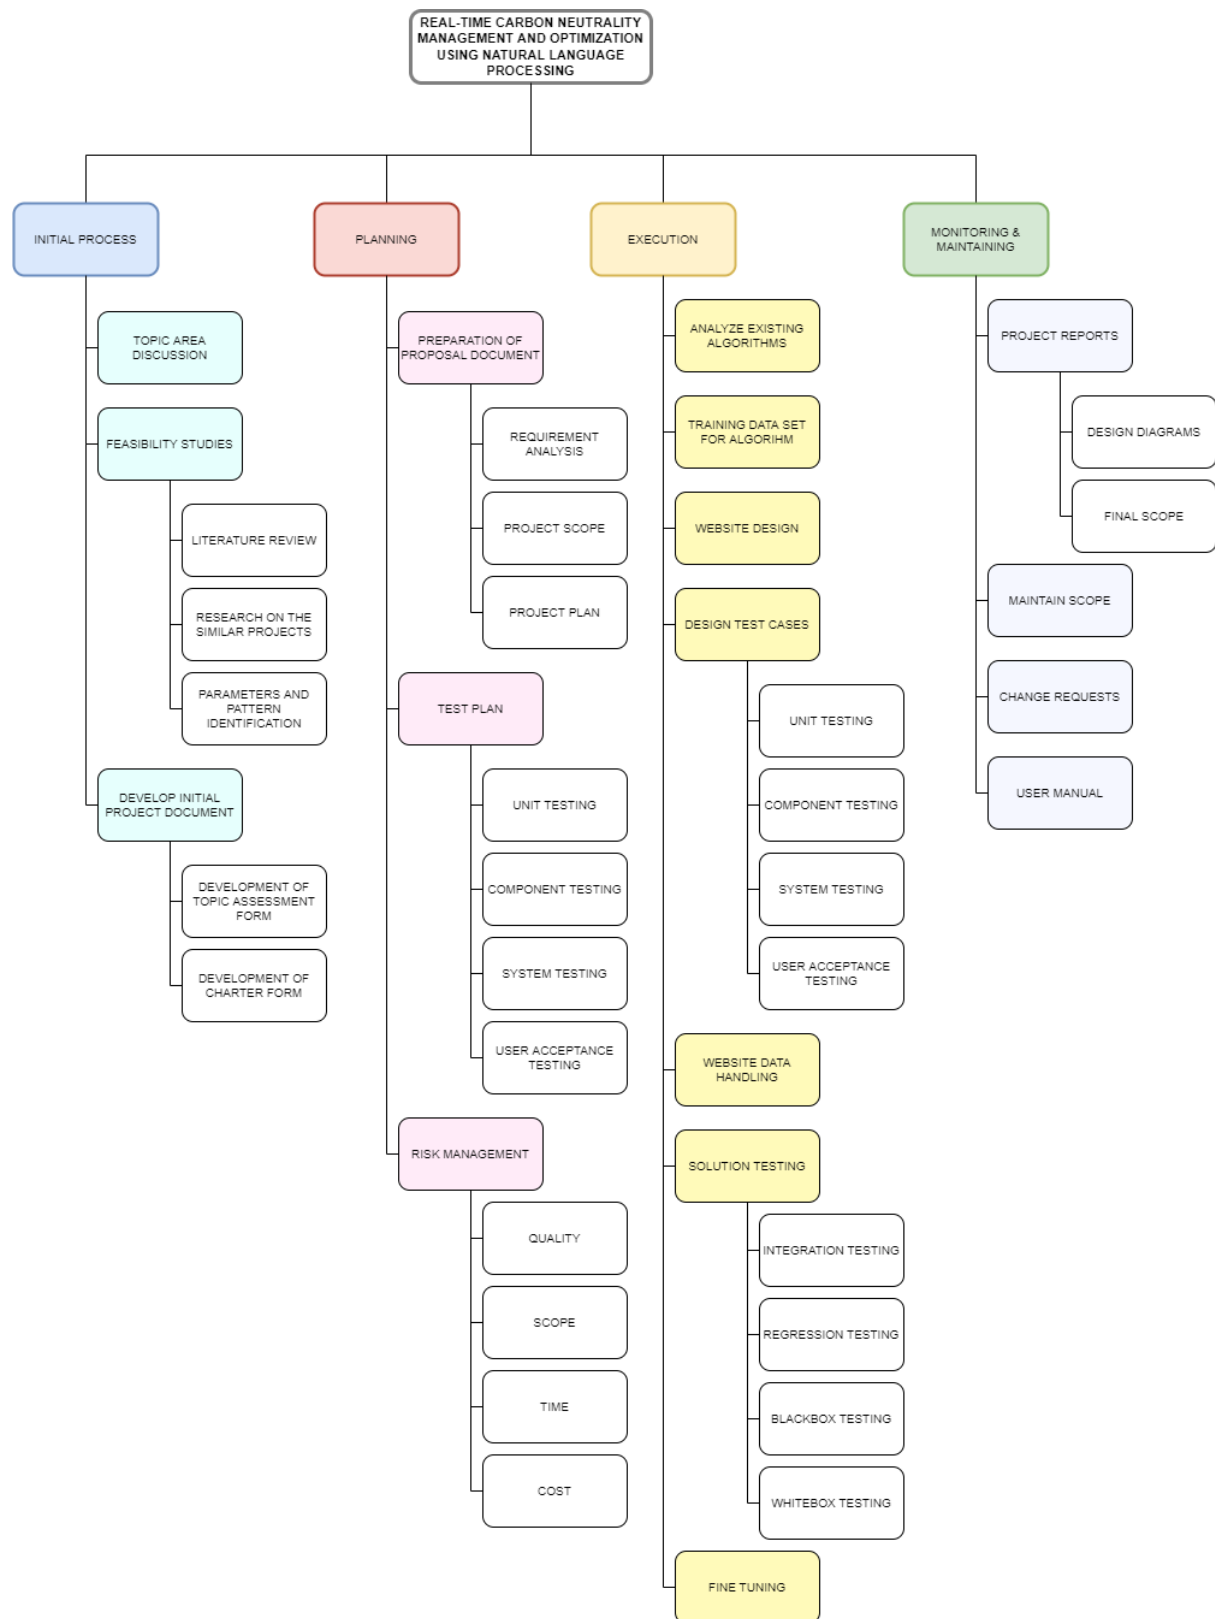 REAL-TIME CARBON NEUTRALITY
MANAGEMENT AND OPTIMIZATION
USING NATURAL LANGUAGE
PROCESSING
INITIAL PROCESS
TOPIC AREA
DISCUSSION
FEASIBILITY STUDIES
LITERATURE REVIEW
RESEARCH ON THE
SIMILAR PROJECTS
PARAMETERS AND
PATTERN
IDENTIFICATION
DEVELOP INITIAL
PROJECT DOCUMENT
DEVELOPMENT OF
TOPIC ASSESSMENT
FORM
DEVELOPMENT OF
CHARTER FORM
PLANNING
PREPARATION OF
PROPOSAL DOCUMENT
REQUIREMENT
ANALYSIS
PROJECT SCOPE
PROJECT PLAN
TEST PLAN
UNIT TESTING
COMPONENT TESTING
SYSTEM TESTING
USER ACCEPTANCE
TESTING
RISK MANAGEMENT
QUALITY
SCOPE
TIME
COST
EXECUTION
ANALYZE EXISTING
ALGORITHMS
TRAINING DATA SET
FOR ALGORIHM
WEBSITE DESIGN
DESIGN TEST CASES
UNIT TESTING
COMPONENT TESTING
SYSTEM TESTING
USER ACCEPTANCE
TESTING
WEBSITE DATA
HANDLING
SOLUTION TESTING
INTEGRATION TESTING
REGRESSION TESTING
BLACKBOX TESTING
WHITEBOX TESTING
FINE TUNING
MONITORING &
MAINTAINING
PROJECT REPORTS
DESIGN DIAGRAMS
FINAL SCOPE
MAINTAIN SCOPE
CHANGE REQUESTS
USER MANUAL